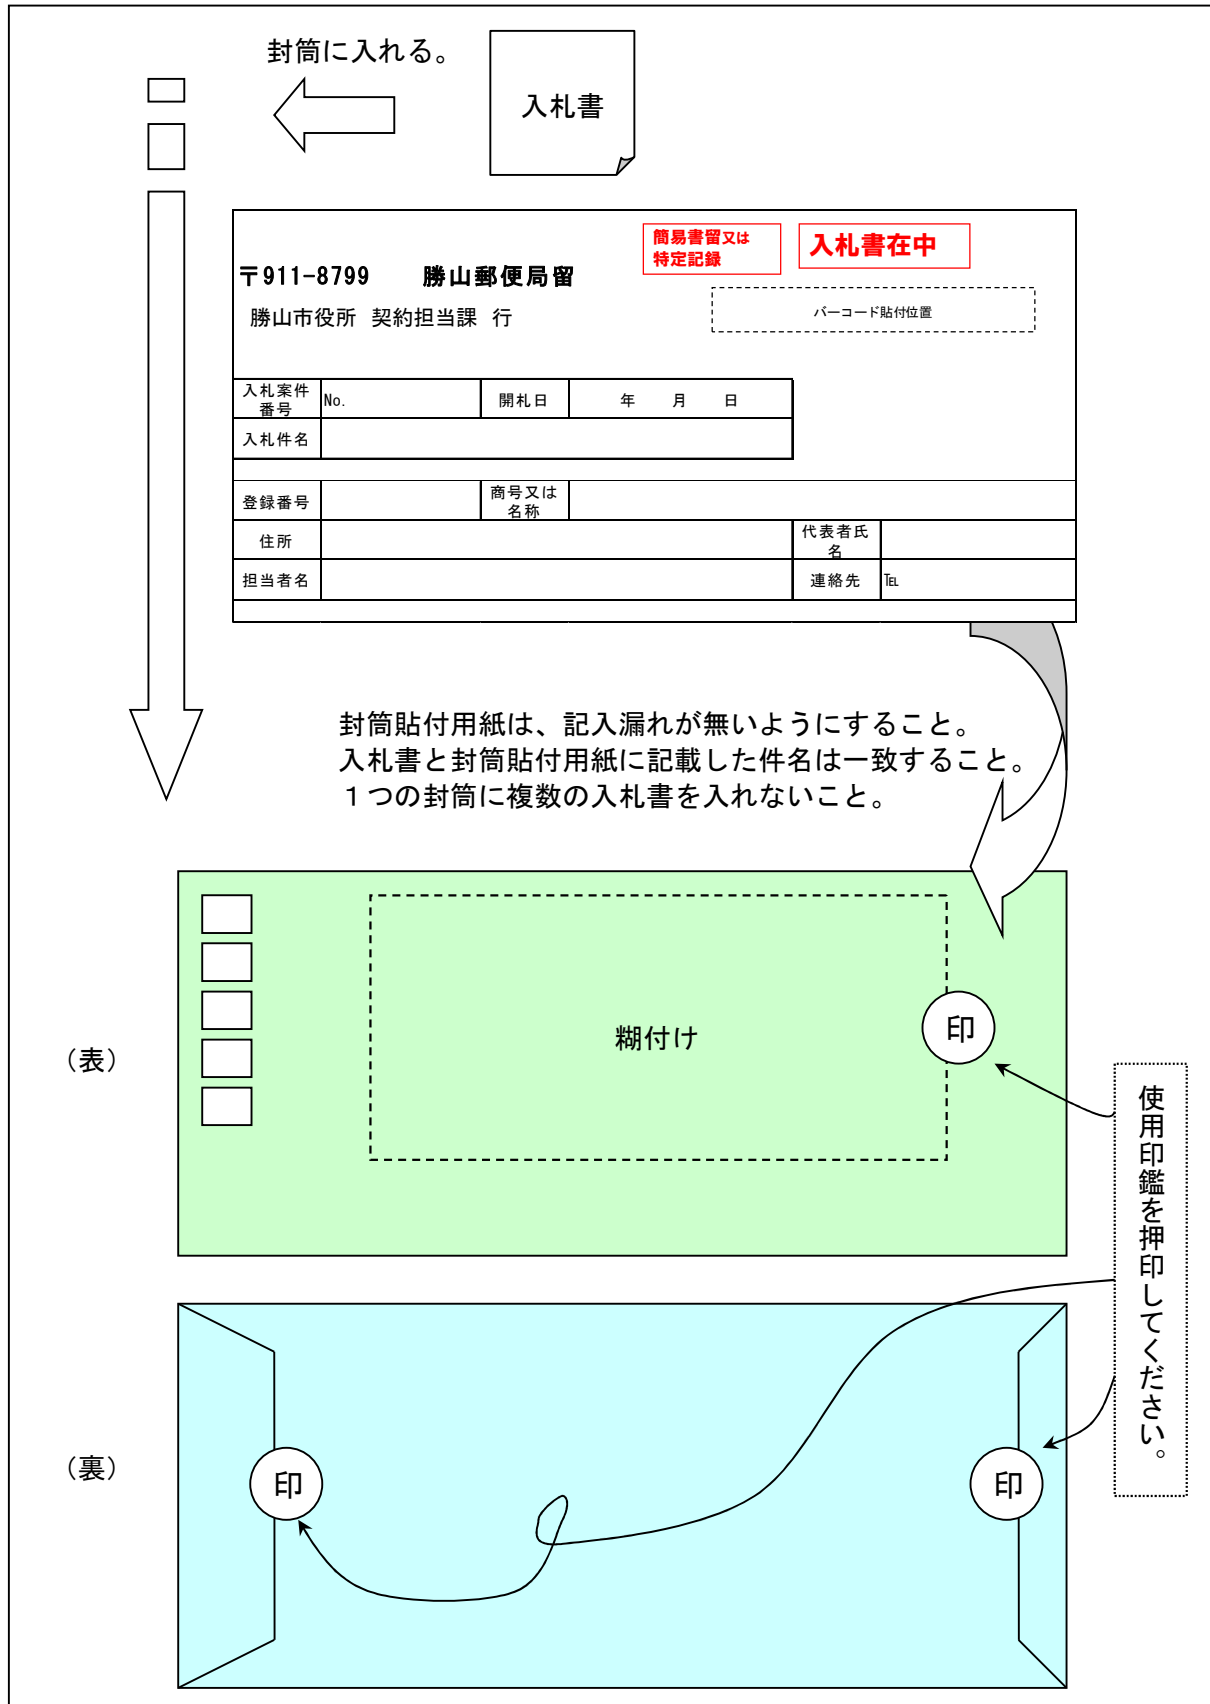 封筒に入れる。
入札書
簡易書留又は
特定記録
入札書在中
〒911-8799　　勝山郵便局留
勝山市役所 契約担当課 行
バーコード貼付位置
入札案件
番号
No.
開札日
年　　月　　日
入札件名
登録番号
商号又は
名称
住所
代表者氏
名
担当者名
連絡先
℡
封筒貼付用紙は、記入漏れが無いようにすること。
入札書と封筒貼付用紙に記載した件名は一致すること。
１つの封筒に複数の入札書を入れないこと。
糊付け
印
（表）
使用印鑑を押印してください。
（裏）
印
印